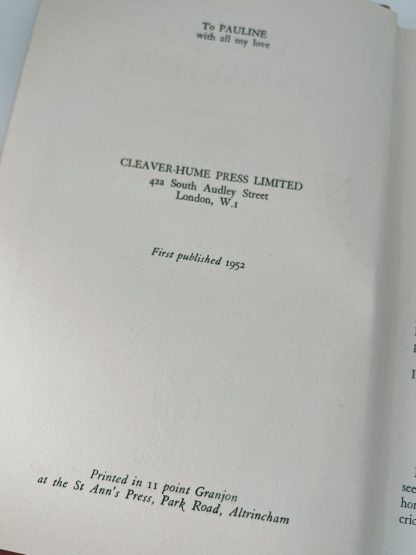 To PAULINE
with all my love
CLEAVER-HUME PRESS LIMITED
42a South Audley Street
London, W.1
First published 1952
Printed in 11 point Granjon
at the St Ann's Press, Park Road, Altrincham
see